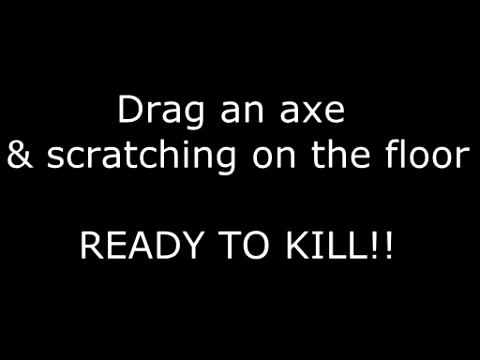 Drag an axe
& scratching on the floor
READY TO KILL!!